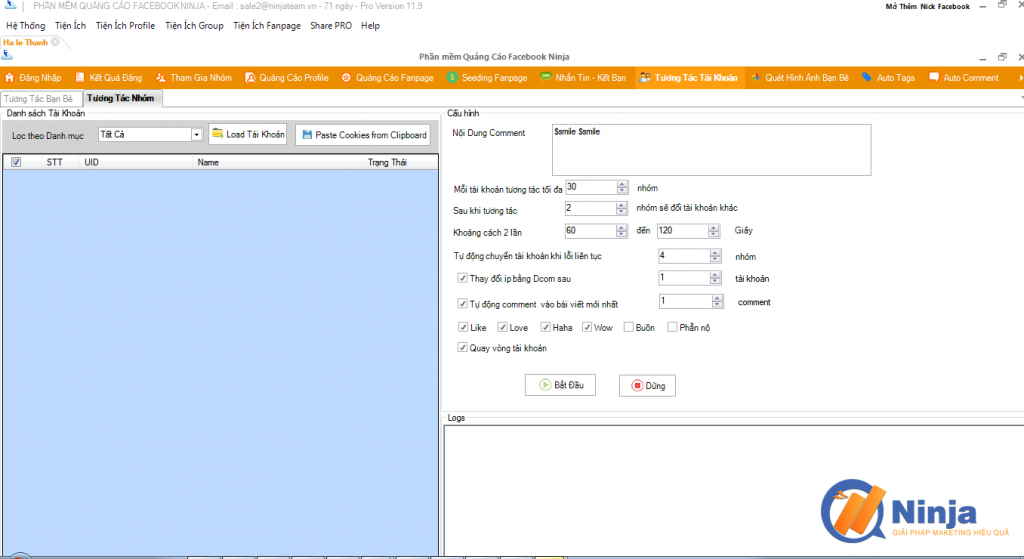 PHẦN MỀM QUẢNG CÁO FACEBOOK NINJA - Email : sale2@ninjateam.vn - 71 ngày - Pro Version 11.9
Mở Thêm Nick Facebook
Hệ Thống Tiện Ích Tiện Ích Profile Tiện Ích Group Tiện Ích Fanpage Share PRO Help
Ha le Thanh
Phần mềm Quảng Cáo Facebook Ninja
Đăng Nhập Kết Quả Đăng Tham Gia Nhóm Quảng Cáo Profile Quảng Cáo Fanpage Seeding Fanpage Nhắn Tin - Kết Bạn Tương Tác Tài Khoản Quét Hình Ảnh Bạn Bè Auto Tags Auto Comment
Tương Tác Bạn Bè Tương Tác Nhóm
Danh sách Tài Khoản
Lọc theo Danh mục Tất Cả Load Tài Khoản Paste Cookies from Clipboard
STT UID Name Trạng Thái
Cấu hình
Nôi Dung Comment $smile $smile
Mỗi tài khoản tương tác tối đa 30 nhóm
Sau khi tương tác 2 nhóm sẽ đổi tài khoản khác
Khoảng cách 2 lần 60 đến 120 Giây
Tự động chuyển tài khoản khi lỗi liên tục 4 nhóm
Thay đổi ip bằng Dcom sau 1 tài khoản
Tự động comment vào bài viết mới nhất 1 comment
Like Love Haha Wow Buồn Phẫn nộ
Quay vòng tài khoản
Bắt Đầu Dừng
Logs
Ninja
GIẢI PHÁP MAKETING HIỆU QUẢ